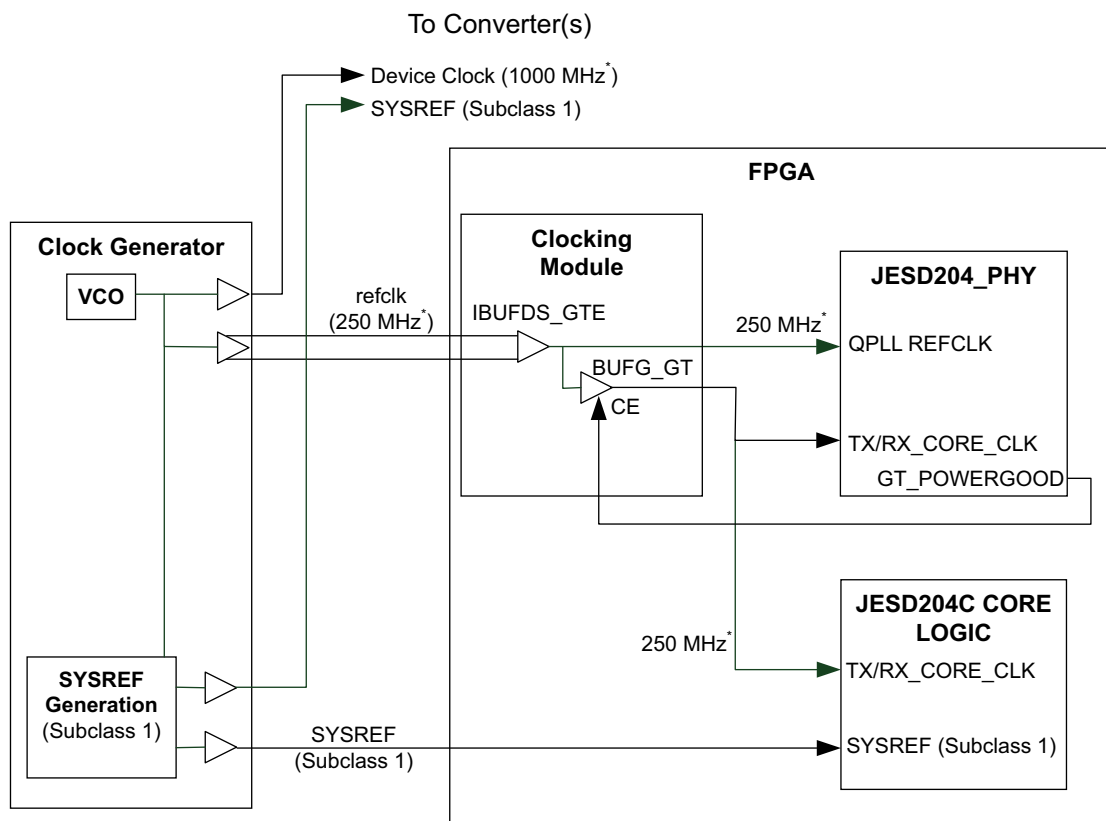 To Converter(s)
Device Clock (1000 MHz*)
SYSREF (Subclass 1)
FPGA
Clock Generator
VCO
refclk
(250 MHz*)
Clocking
Module
IBUFDS_GTE
BUFG_GT
CE
250 MHz*
JESD204_PHY
QPLL REFCLK
TX/RX_CORE_CLK
GT_POWERGOOD
250 MHz*
JESD204C CORE
LOGIC
TX/RX_CORE_CLK
SYSREF (Subclass 1)
SYSREF
Generation
(Subclass 1)
SYSREF
(Subclass 1)